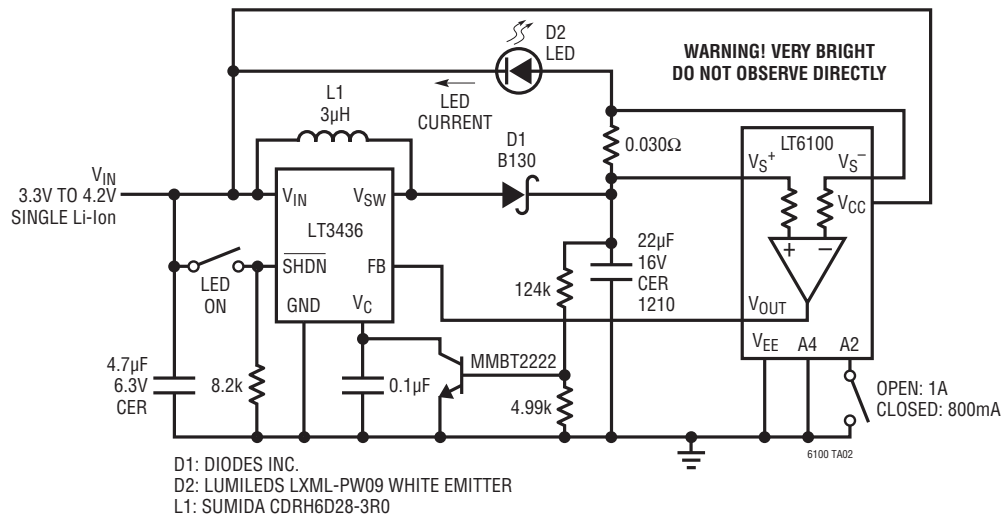 D2
LED
WARNING! VERY BRIGHT
DO NOT OBSERVE DIRECTLY
LED
CURRENT
L1
3µH
D1
B130
0.030Ω
LT6100
VS+
VS–
VCC
VIN
3.3V TO 4.2V
SINGLE Li-Ion
VIN
VSW
LT3436
SHDN
FB
GND
VC
LED
ON
124k
22µF
16V
CER
1210
+
–
VOUT
VEE
A4
A2
4.7µF
6.3V
CER
8.2k
0.1µF
MMBT2222
4.99k
OPEN: 1A
CLOSED: 800mA
6100 TA02
D1: DIODES INC.
D2: LUMILEDS LXML-PW09 WHITE EMITTER
L1: SUMIDA CDRH6D28-3R0